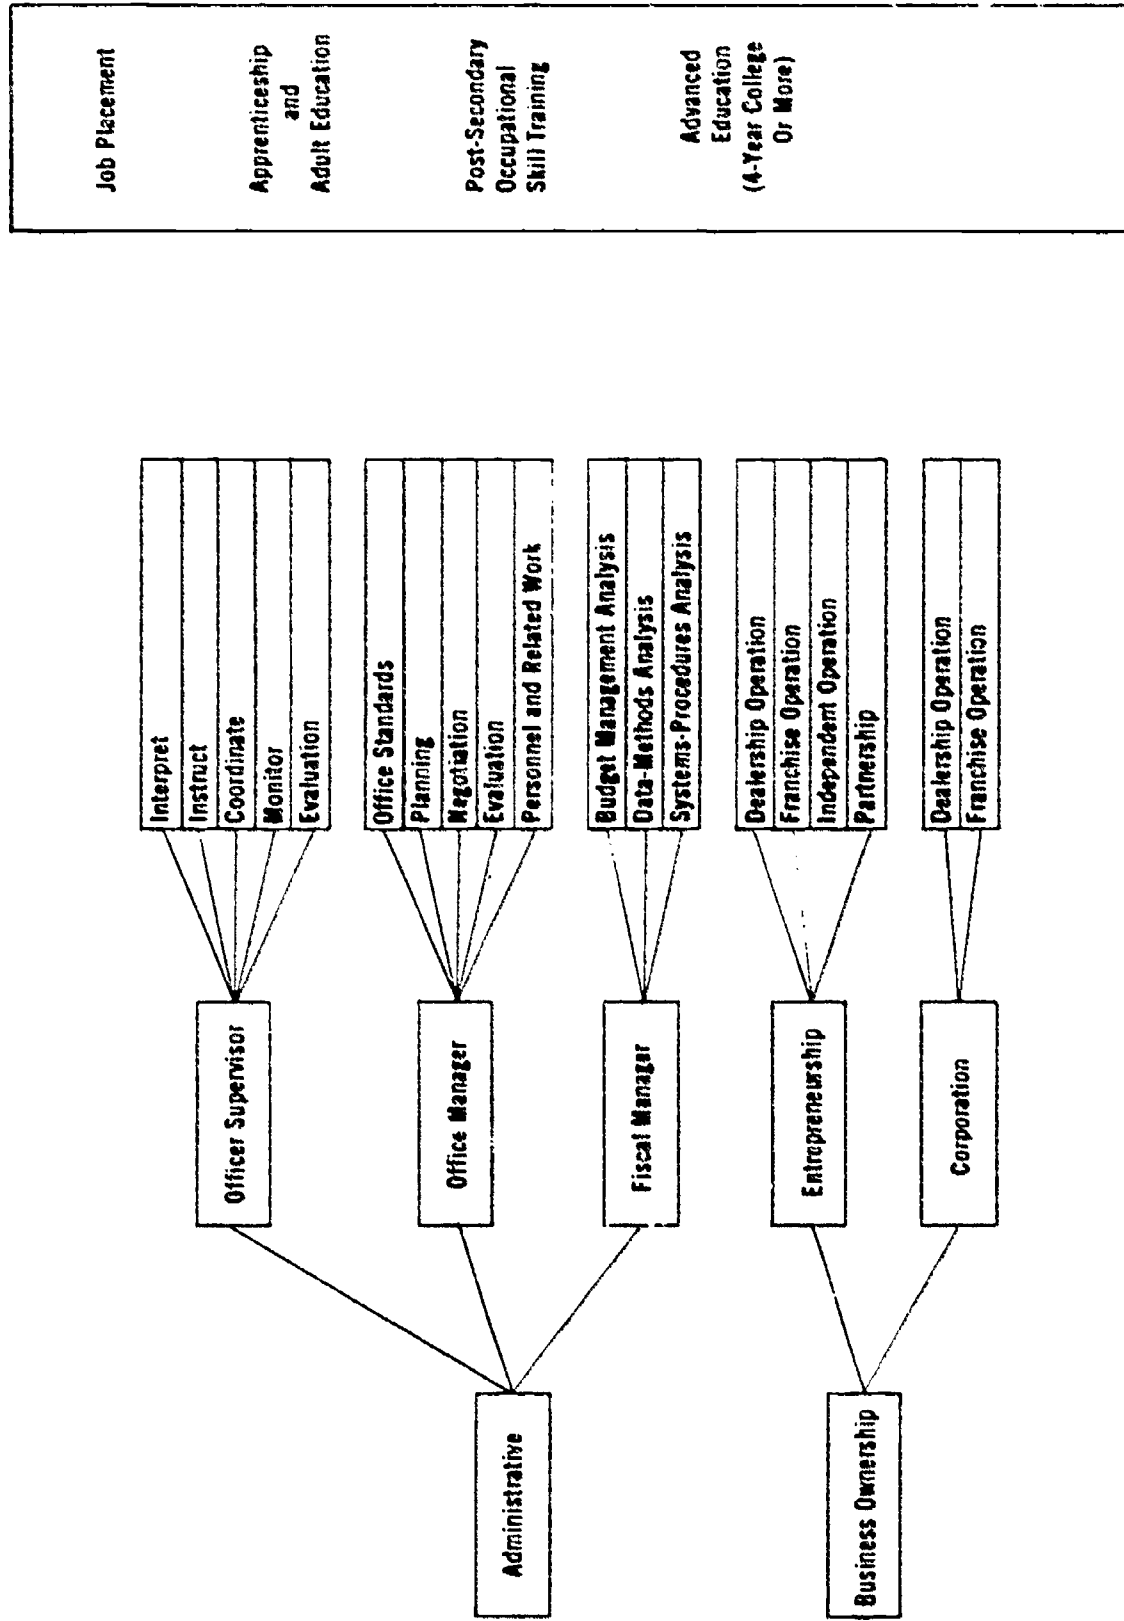 Administrative
Business Ownership
Officer Supervisor
Office Manager
Fiscal Manager
Entrepreneurship
Corporation
Interpret
Instruct
Coordinate
Monitor
Evaluation
Office Standards
Planning
Negotiation
Evaluation
Personnel and Related Work
Budget Management Analysis
Data-Methods Analysis
Systems-Procedures Analysis
Dealership Operation
Franchise Operation
Independent Operation
Partnership
Dealership Operation
Franchise Operation
Job Placement
Apprenticeship
and
Adult Education
Post-Secondary
Occupational
Skill Training
Advanced
Education
(4-Year College
Or More)